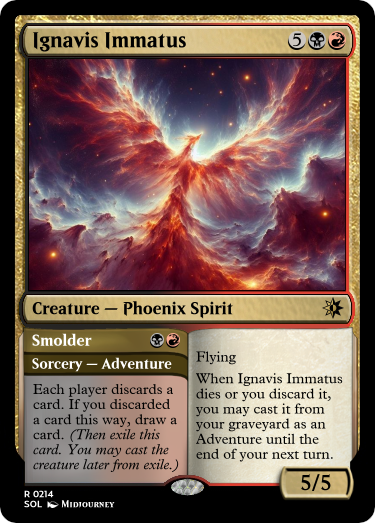 Ignavis Immatus 5
Creature — Phoenix Spirit
Smolder
Sorcery — Adventure
Each player discards a
card. If you discarded
a card this way, draw a
card. (Then exile this
card. You may cast the
creature later from exile.)
Flying
When Ignavis Immatus
dies or you discard it,
you may cast it from
your graveyard as an
Adventure until the
end of your next turn.
5/5
R 0214
SOL Midjourney